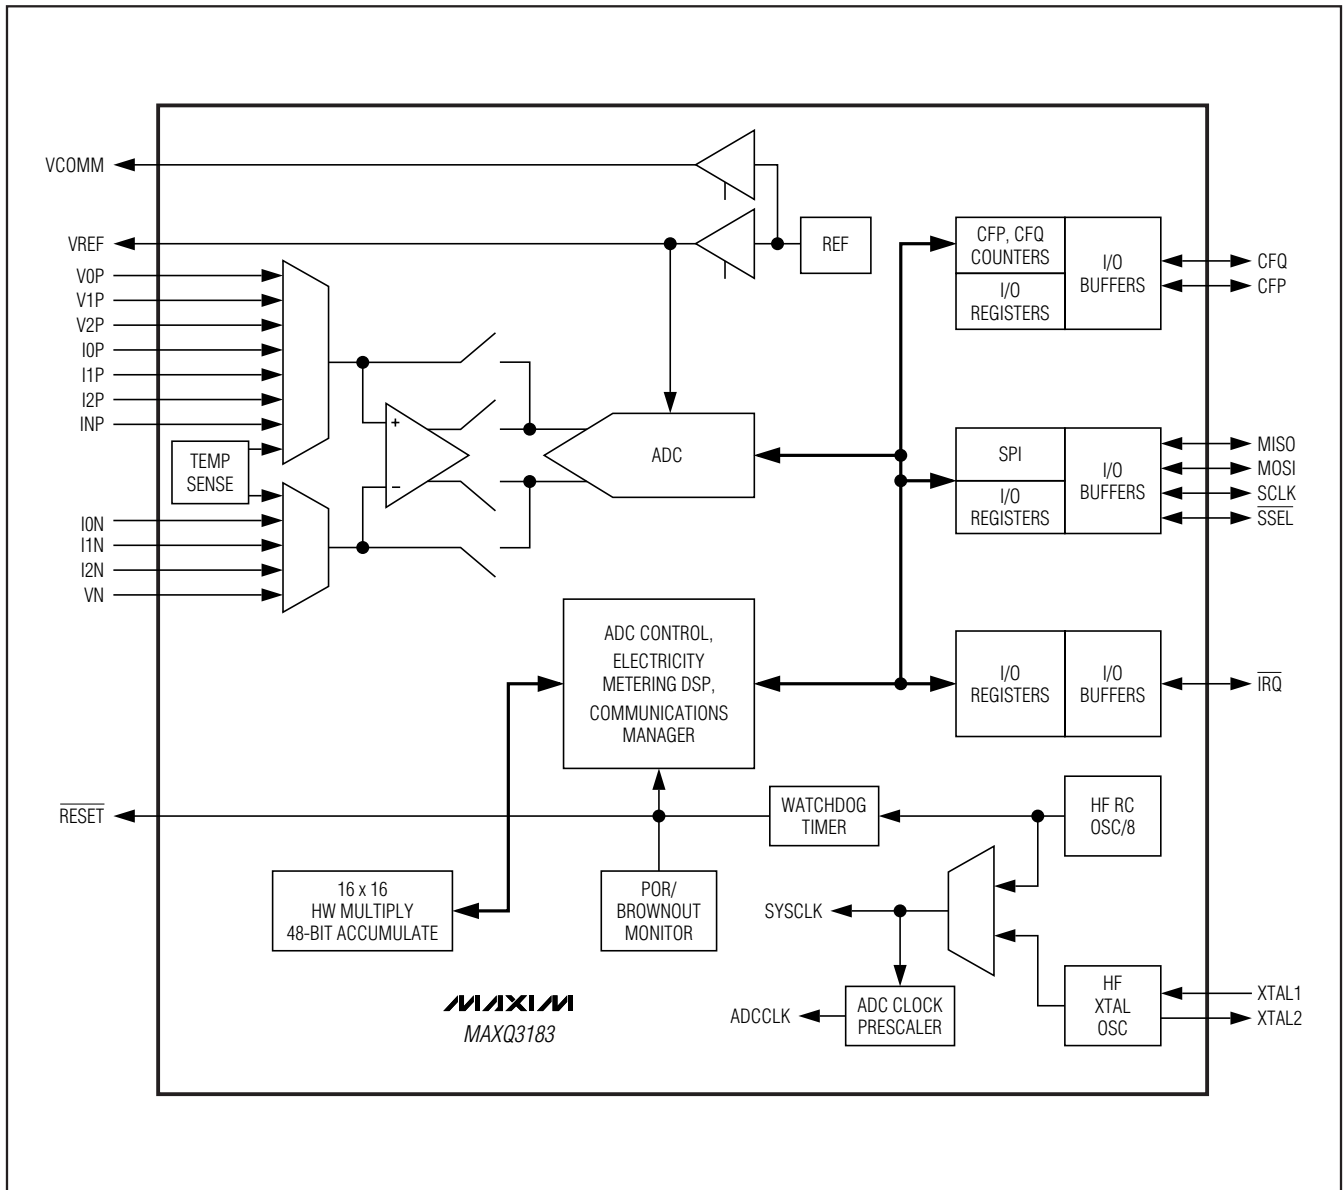 VCOMM
VREF
REF
V0P
V1P
V2P
I0P
I1P
I2P
INP
TEMP
SENSE
I0N
I1N
I2N
VN
+
−
ADC
CFP, CFQ
COUNTERS
I/O
REGISTERS
I/O
BUFFERS
CFQ
CFP
SPI
I/O
REGISTERS
I/O
BUFFERS
MISO
MOSI
SCLK
SSEL
ADC CONTROL,
ELECTRICITY
METERING DSP,
COMMUNICATIONS
MANAGER
I/O
REGISTERS
I/O
BUFFERS
IRQ
RESET
WATCHDOG
TIMER
HF RC
OSC/8
16 x 16
HW MULTIPLY
48-BIT ACCUMULATE
POR/
BROWNOUT
MONITOR
SYSCLK
ADCCLK
ADC CLOCK
PRESCALER
HF
XTAL
OSC
XTAL1
XTAL2
MAXIM
MAXQ3183